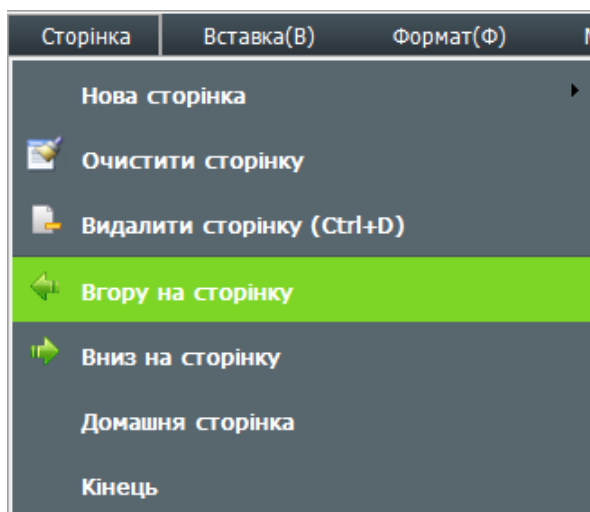 Сторінка Вставка(В) Формат(Ф)
Нова сторінка
Очистити сторінку
Видалити сторінку (Ctrl+D)
Вгору на сторінку
Вниз на сторінку
Домашня сторінка
Кінець